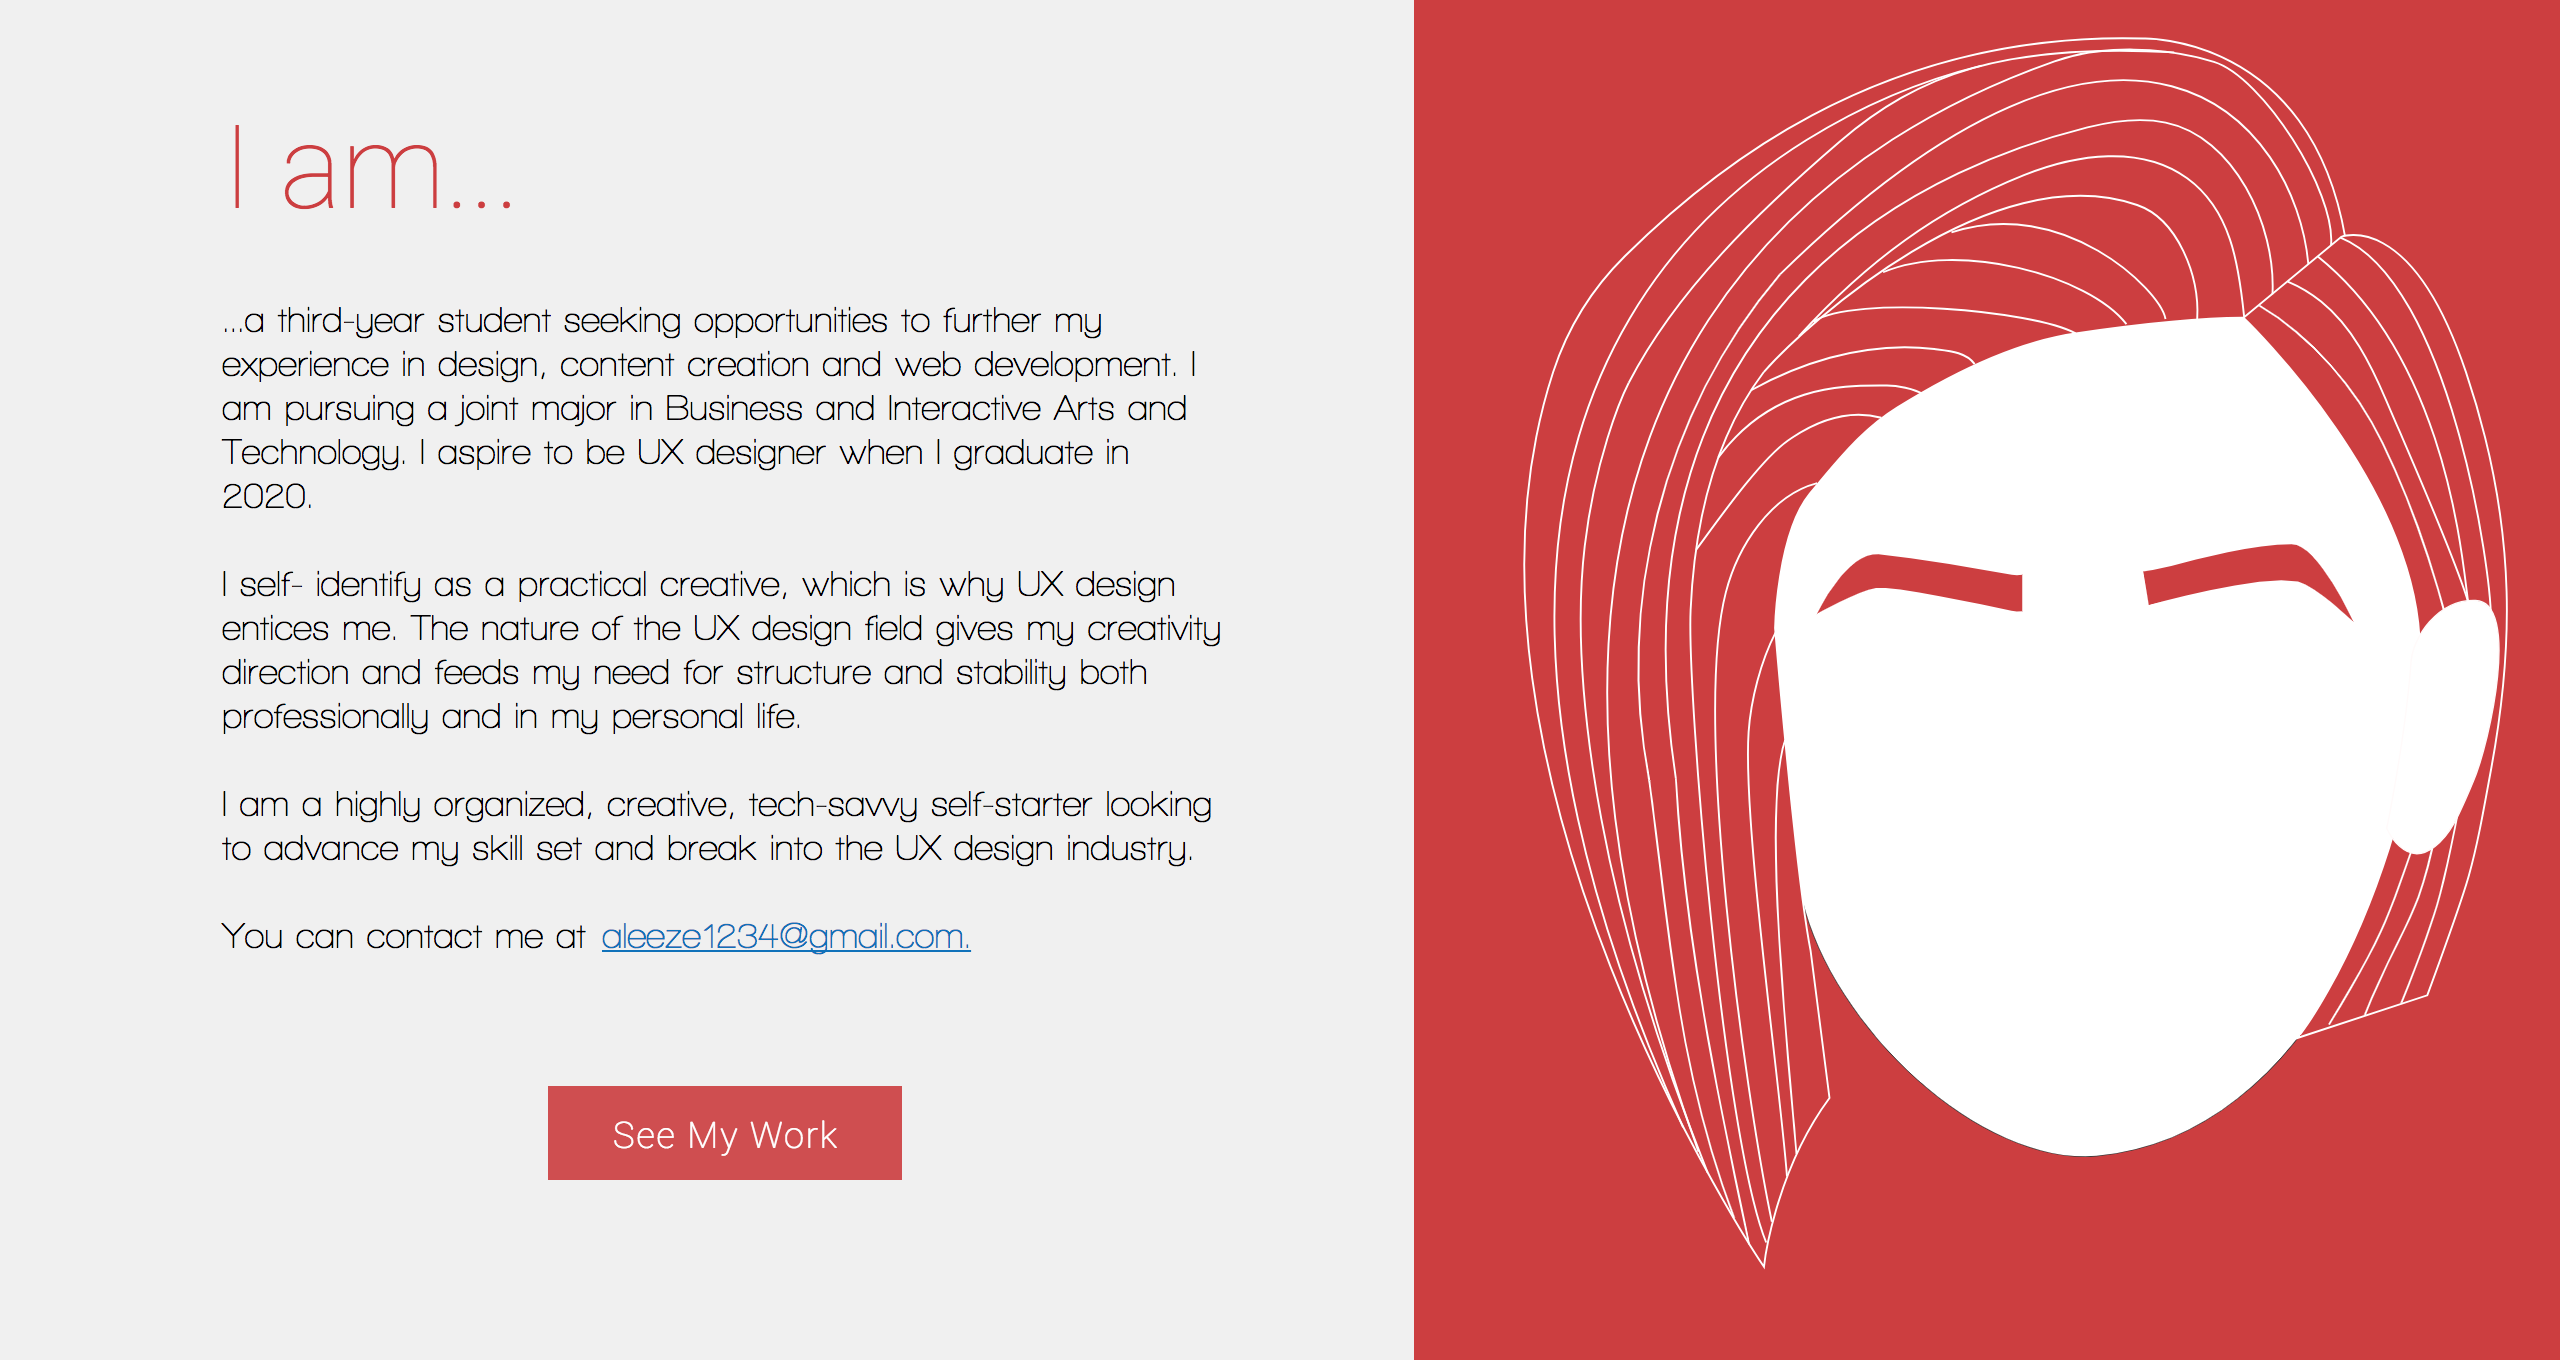 I am...
...a third-year student seeking opportunities to further my
experience in design, content creation and web development. I
am pursuing a joint major in Business and Interactive Arts and
Technology. I aspire to be UX designer when I graduate in
2020.
I self- identify as a practical creative, which is why UX design
entices me. The nature of the UX design field gives my creativity
direction and feeds my need for structure and stability both
professionally and in my personal life.
I am a highly organized, creative, tech-savvy self-starter looking
to advance my skill set and break into the UX design industry.
You can contact me at aleeze1234@gmail.com.
See My Work